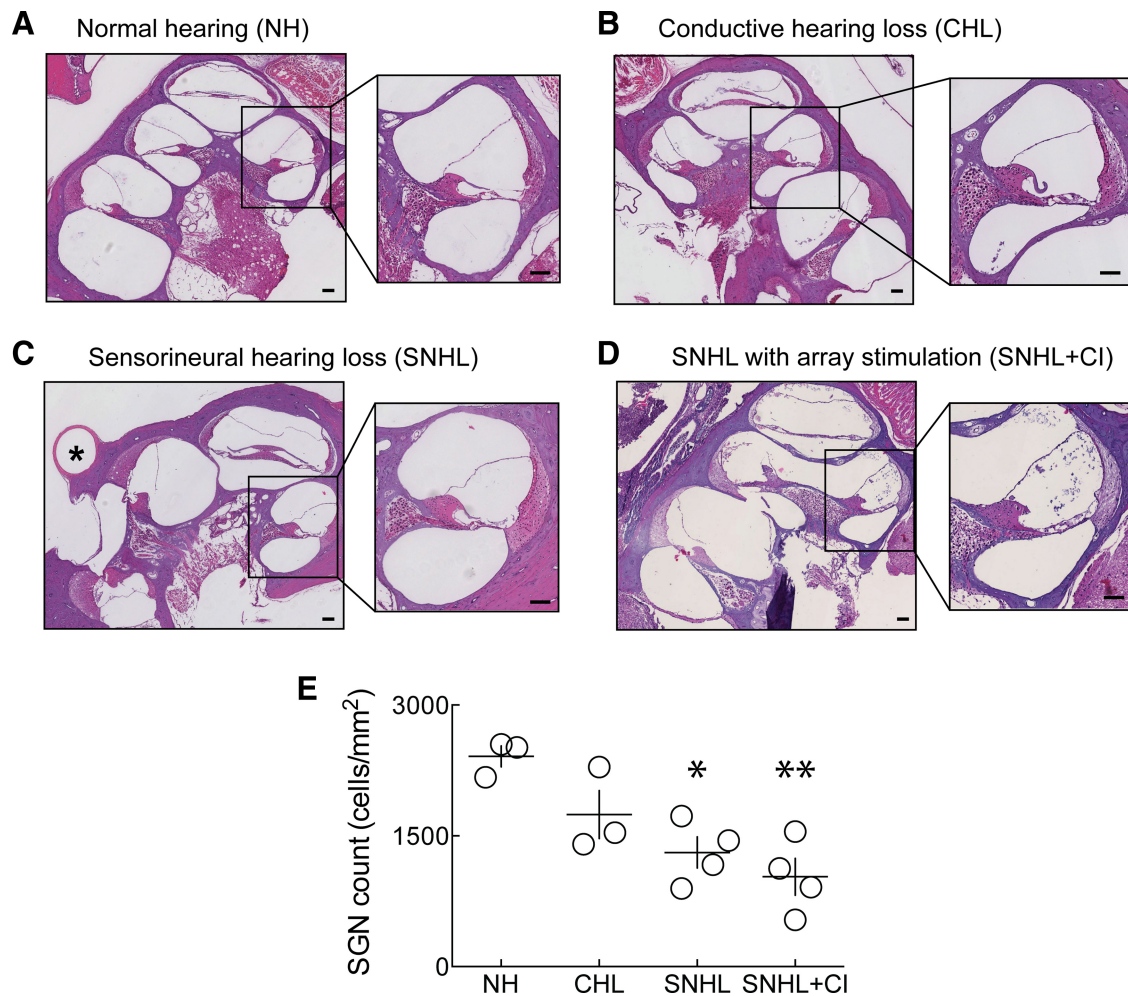 A Normal hearing (NH)
B Conductive hearing loss (CHL)
C Sensorineural hearing loss (SNHL)
*
D SNHL with array stimulation (SNHL+CI)
E
SGN count (cells/mm²)
3000
1500
0
* **
NH CHL SNHL SNHL+CI